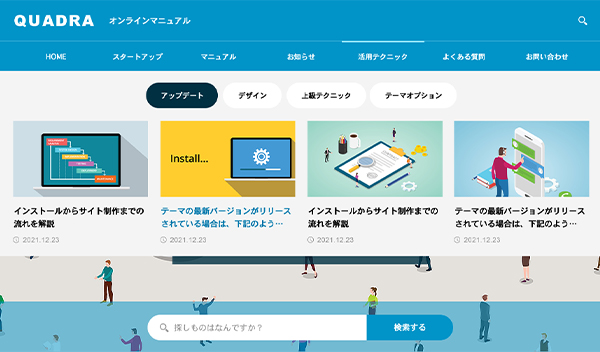 QUADRA オンラインマニュアル
HOME スタートアップ マニュアル お知らせ 活用テクニック よくある質問 お問い合わせ
アップデート デザイン 上級テクニック テーマオプション
Install...
インストールからサイト制作までの
流れを解説
2021.12.23
テーマの最新バージョンがリリース
されている場合は、下記のよう…
2021.12.23
インストールからサイト制作までの
流れを解説
2021.12.23
テーマの最新バージョンがリリース
されている場合は、下記のよう…
2021.12.23
探しものはなんですか？ 検索する